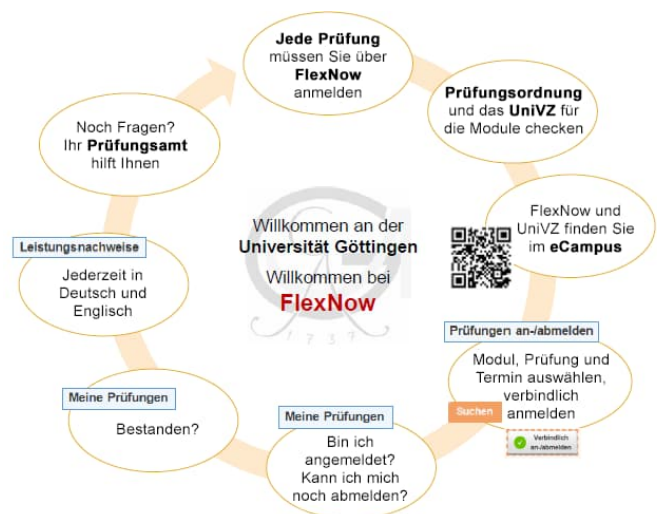 Jede Prüfung
müssen Sie über
FlexNow
anmelden
Prüfungsordnung
und das UniVZ für
die Module checken
FlexNow und
UniVZ finden Sie
im eCampus
Prüfungen an-/abmelden
Modul, Prüfung und
Termin auswählen,
verbindlich
anmelden
Suchen
Verbindlich
an-/abmelden
Meine Prüfungen
Bin ich
angemeldet?
Kann ich mich
noch abmelden?
Meine Prüfungen
Bestanden?
Leistungsnachweise
Jederzeit in
Deutsch und
Englisch
Noch Fragen?
Ihr Prüfungsamt
hilft Ihnen
Willkommen an der
Universität Göttingen
Willkommen bei
FlexNow
1737